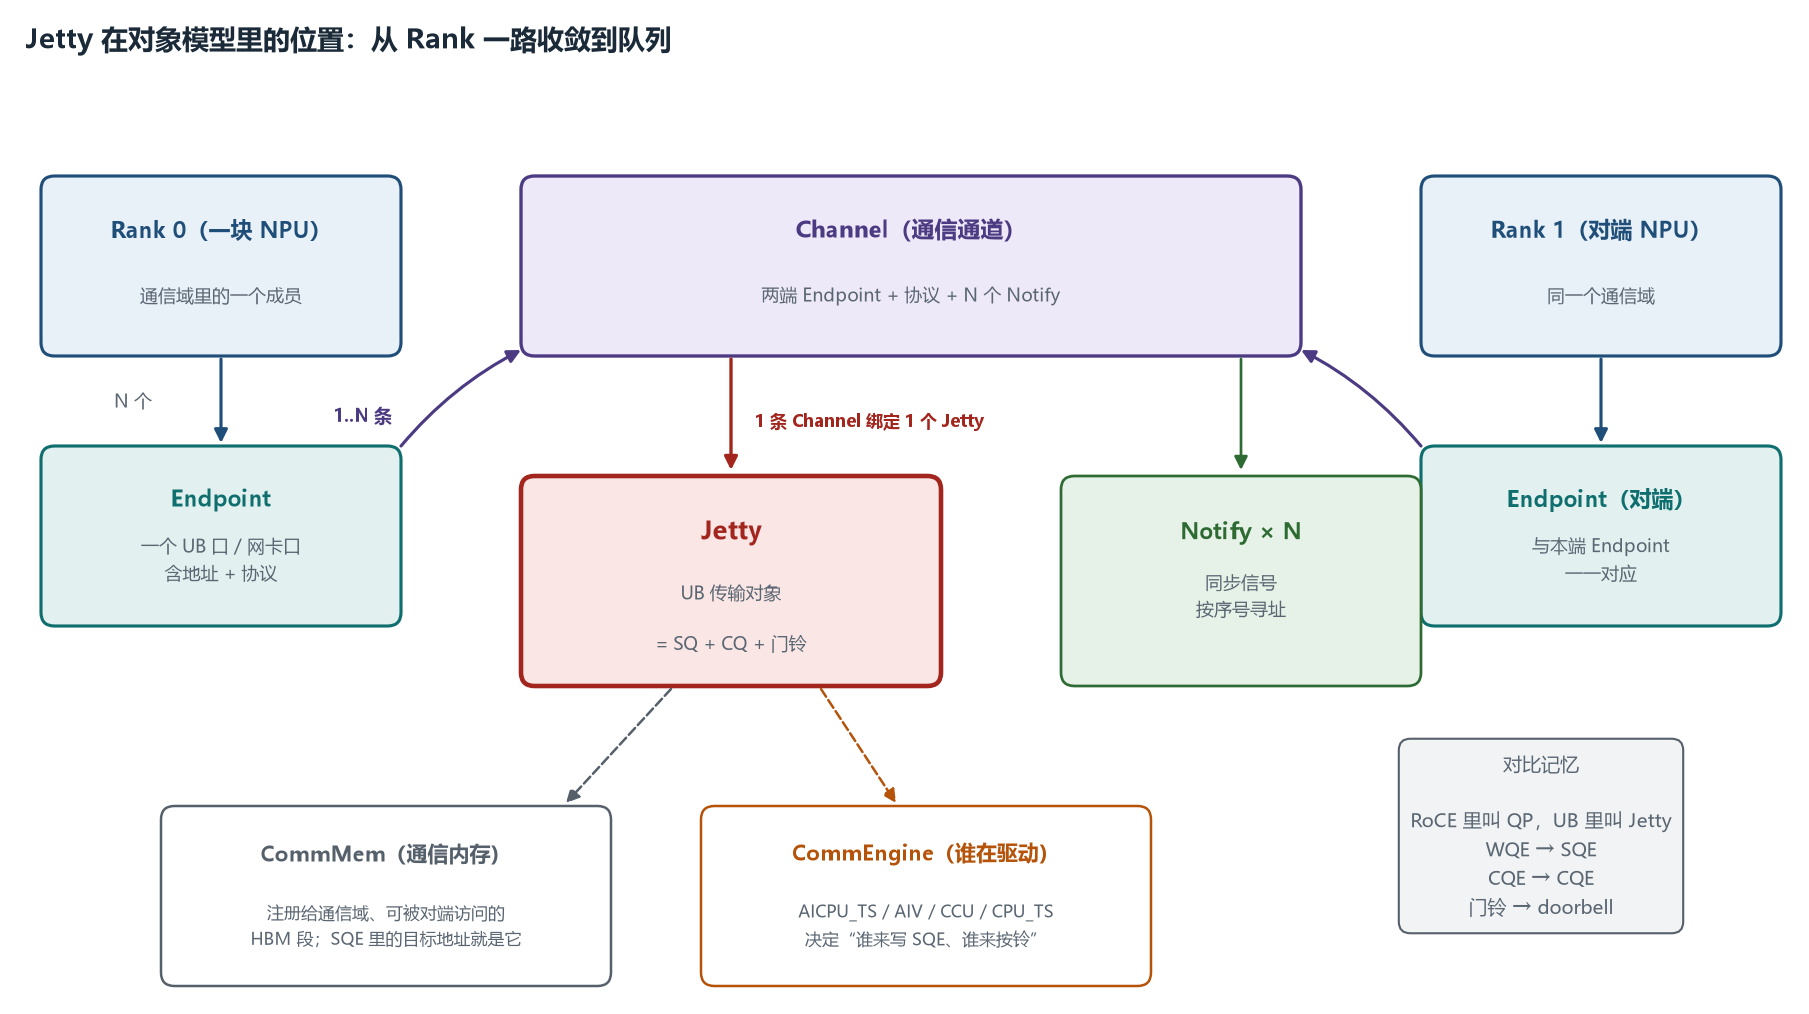 Jetty 在对象模型里的位置：从 Rank 一路收敛到队列
Rank 0（一块 NPU）
通信域里的一个成员
Channel（通信通道）
两端 Endpoint + 协议 + N 个 Notify
Rank 1（对端 NPU）
同一个通信域
N 个
1..N 条
1 条 Channel 绑定 1 个 Jetty
Endpoint
一个 UB 口 / 网卡口
含地址 + 协议
Jetty
UB 传输对象
= SQ + CQ + 门铃
Notify × N
同步信号
按序号寻址
Endpoint（对端）
与本端 Endpoint
一一对应
CommMem（通信内存）
注册给通信域、可被对端访问的
HBM 段；SQE 里的目标地址就是它
CommEngine（谁在驱动）
AICPU_TS / AIV / CCU / CPU_TS
决定“谁来写 SQE、谁来按铃”
对比记忆
RoCE 里叫 QP，UB 里叫 Jetty
WQE → SQE
CQE → CQE
门铃 → doorbell